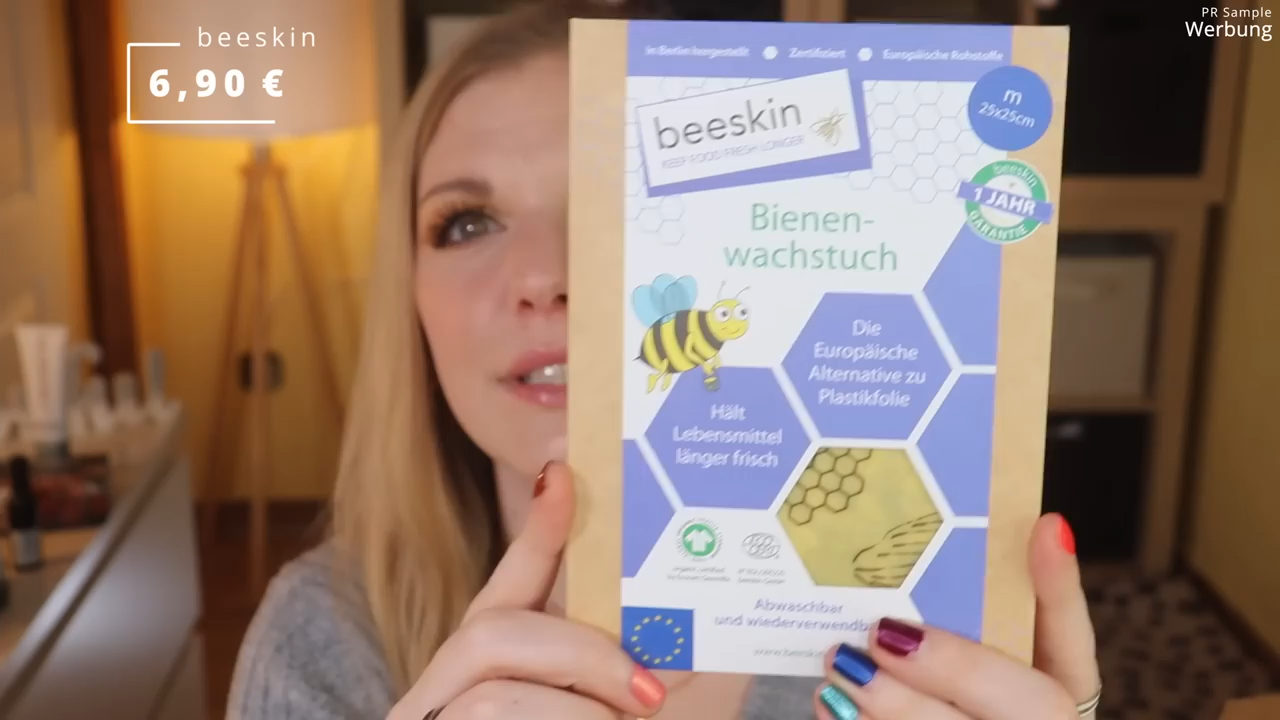 PR Sample
Werbung
beeskin
6,90 €
in Berlin hergestellt
Zertifiziert
Europäische Rohstoffe
m
25x25cm
beeskin
KEEP FOOD FRESH LONGER
beeskin
1 JAHR
GARANTIE
Bienen-
wachstuch
Die
Europäische
Alternative zu
Plastikfolie
Hält
Lebensmittel
länger frisch
Abwaschbar
und wiederverwendb